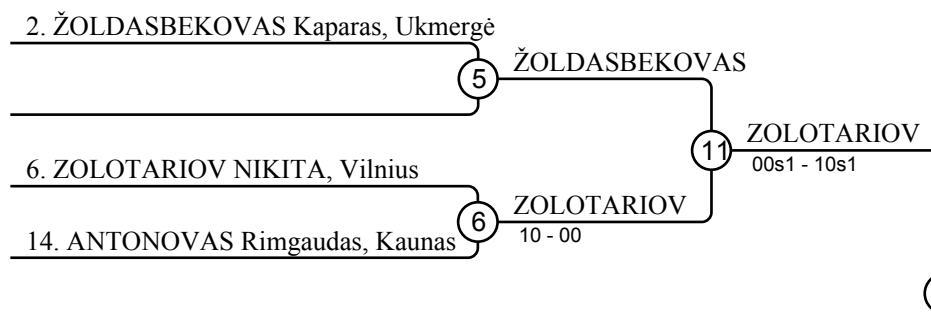 2. ŽOLDASBEKOVAS Kaparas, Ukmergė
5
ŽOLDASBEKOVAS
11
ZOLOTARIOV
00s1 - 10s1
6. ZOLOTARIOV NIKITA, Vilnius
6
ZOLOTARIOV
10 - 00
14. ANTONOVAS Rimgaudas, Kaunas